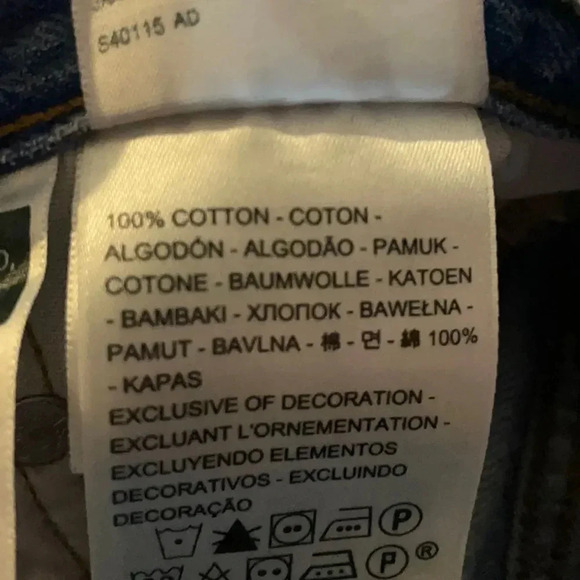 S40115 AD
100% COTTON - COTON -
ALGODÓN - ALGODÃO - PAMUK -
COTONE - BAUMWOLLE - KATOEN
- BAMBAKI - ХЛОПОК - BAWEŁNA -
PAMUT - BAVLNA - 棉 - 면 - 綿 100%
- KAPAS
EXCLUSIVE OF DECORATION -
EXCLUANT L'ORNEMENTATION -
EXCLUYENDO ELEMENTOS
DECORATIVOS - EXCLUINDO
DECORAÇÃO
P
P ®